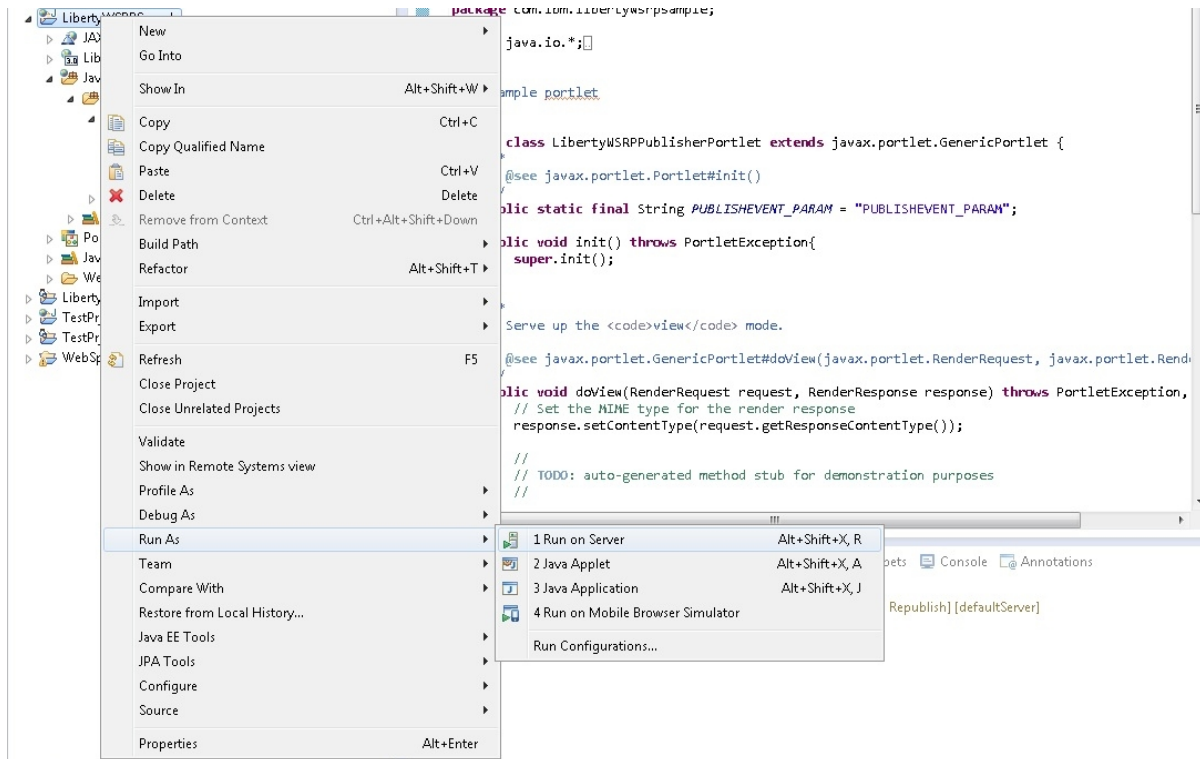 Liberty
JAX
Lib
Jav
Po
Jav
We
Liberty
TestPr
TestPr
WebSp
New
Go Into
Show In Alt+Shift+W
Copy Ctrl+C
Copy Qualified Name
Paste Ctrl+V
Delete Delete
Remove from Context Ctrl+Alt+Shift+Down
Build Path
Refactor Alt+Shift+T
Import
Export
Refresh F5
Close Project
Close Unrelated Projects
Validate
Show in Remote Systems view
Profile As
Debug As
Run As
Team
Compare With
Restore from Local History...
Java EE Tools
JPA Tools
Configure
Source
Properties Alt+Enter
1 Run on Server Alt+Shift+X, R
2 Java Applet Alt+Shift+X, A
3 Java Application Alt+Shift+X, J
4 Run on Mobile Browser Simulator
Run Configurations...
package com.ibm.libertywsrpsample;
java.io.*;
ample portlet
class LibertyWSRPPublisherPortlet extends javax.portlet.GenericPortlet {
*
@see javax.portlet.Portlet#init()
/
blic static final String PUBLISHEVENT_PARAM = "PUBLISHEVENT_PARAM";
blic void init() throws PortletException{
super.init();
*
Serve up the <code>view</code> mode.
@see javax.portlet.GenericPortlet#doView(javax.portlet.RenderRequest, javax.portlet.Rende
/
blic void doView(RenderRequest request, RenderResponse response) throws PortletException,
// Set the MIME type for the render response
response.setContentType(request.getResponseContentType());
//
// TODO: auto-generated method stub for demonstration purposes
//
pets Console Annotations
Republish] [defaultServer]